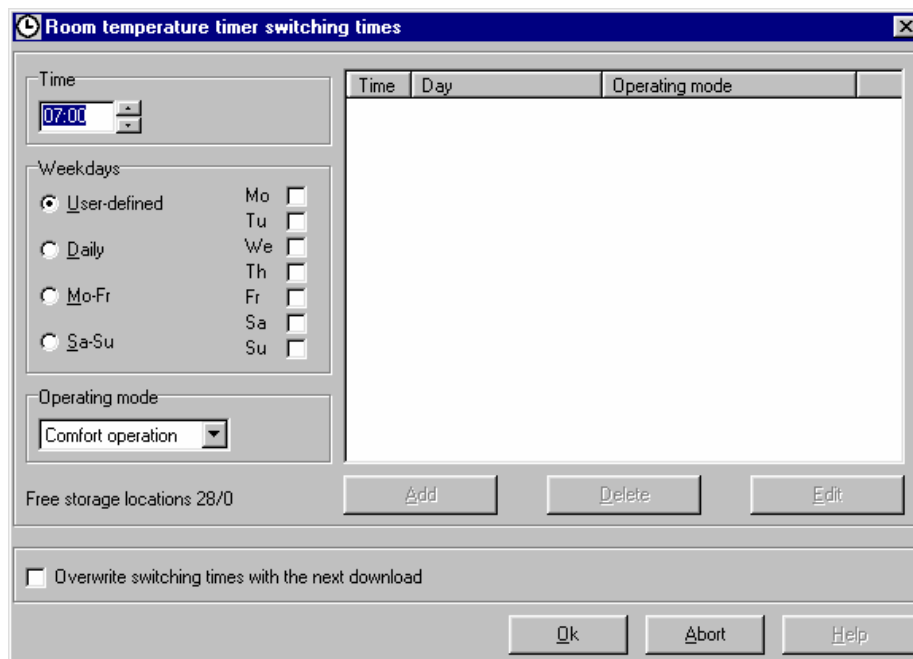 Room temperature timer switching times
Time
07:00
Weekdays
User-defined
Daily
Mo-Fr
Sa-Su
Mo
Tu
We
Th
Fr
Sa
Su
Operating mode
Comfort operation
Free storage locations 28/0
Time Day Operating mode
Add Delete Edit
Overwrite switching times with the next download
Ok Abort Help